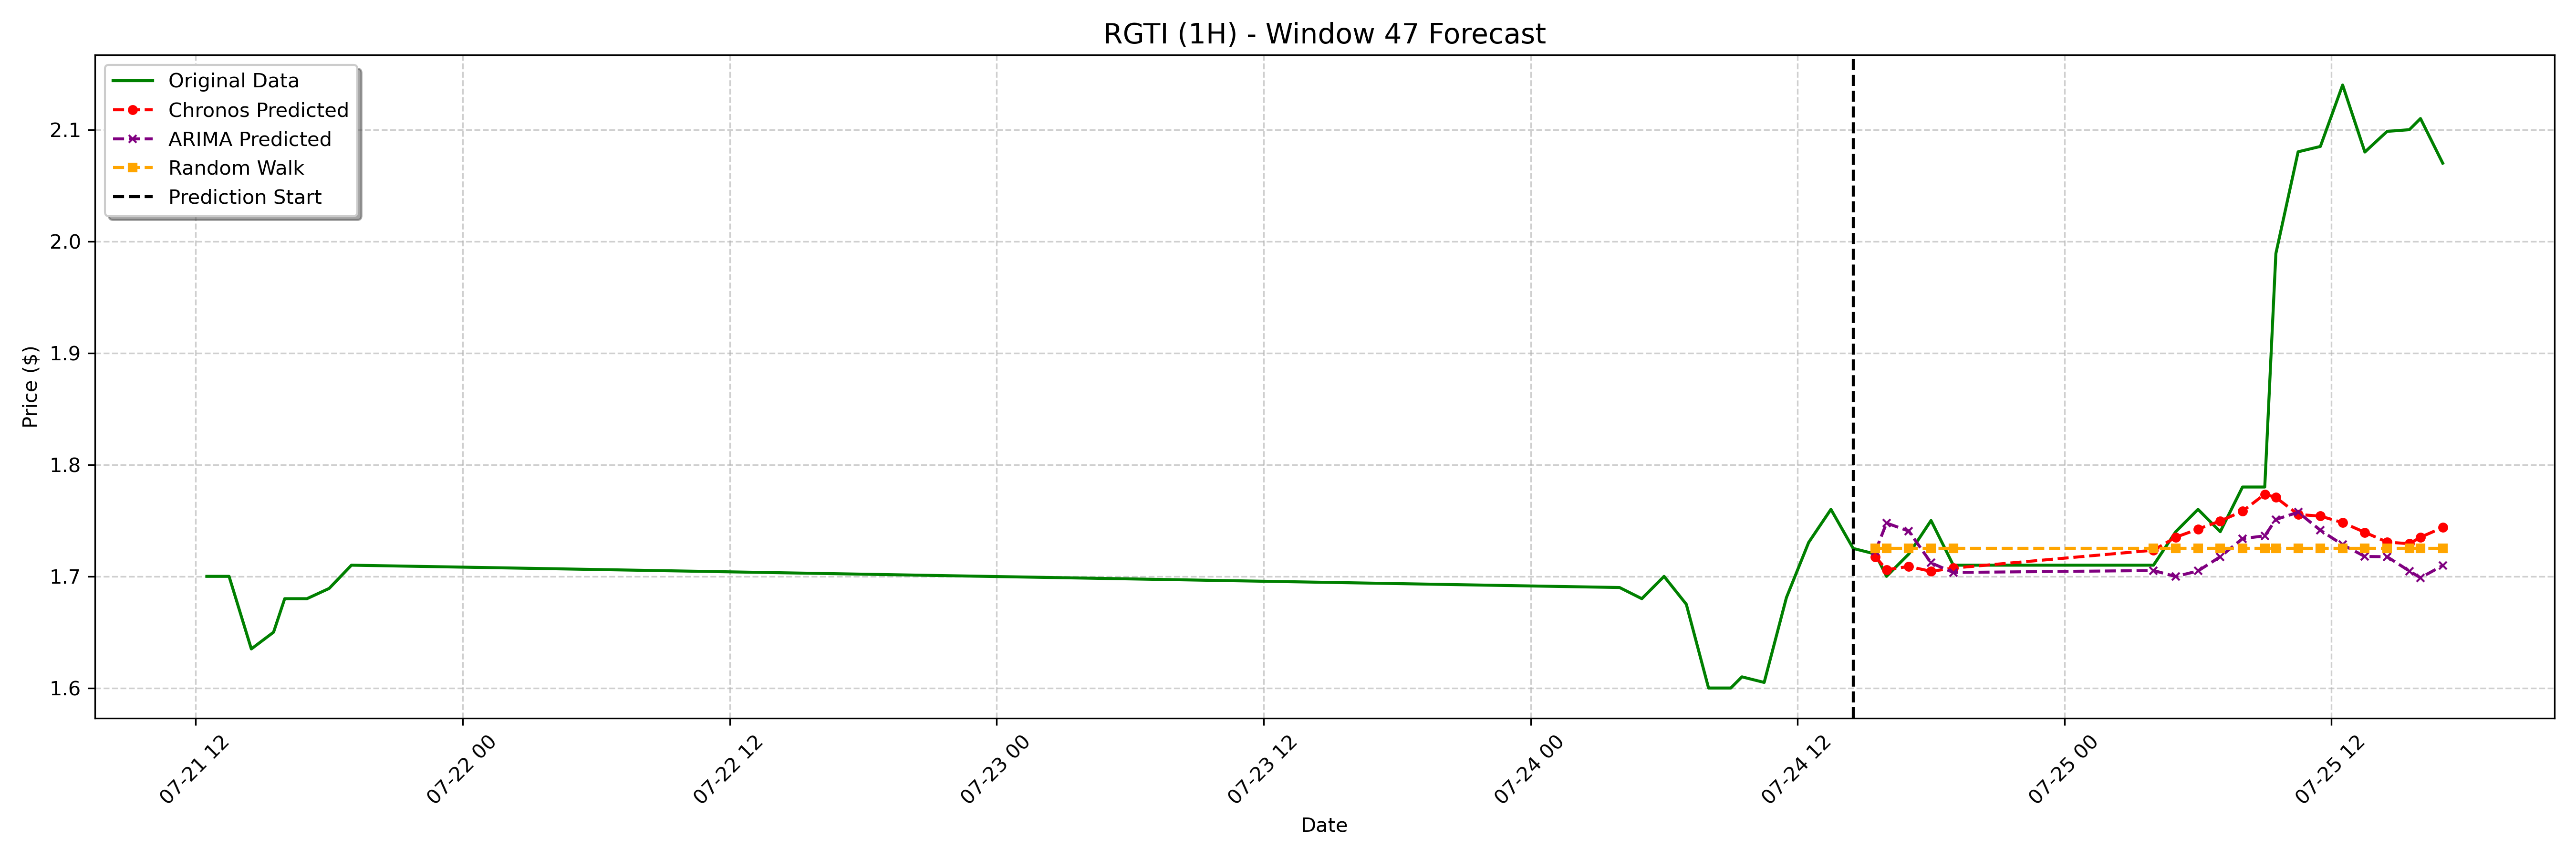 RGTI (1H) - Window 47 Forecast
Original Data
Chronos Predicted
ARIMA Predicted
Random Walk
Prediction Start
Price ($)
2.1
2.0
1.9
1.8
1.7
1.6
07-21 12
07-22 00
07-22 12
07-23 00
07-23 12
07-24 00
07-24 12
07-25 00
07-25 12
Date